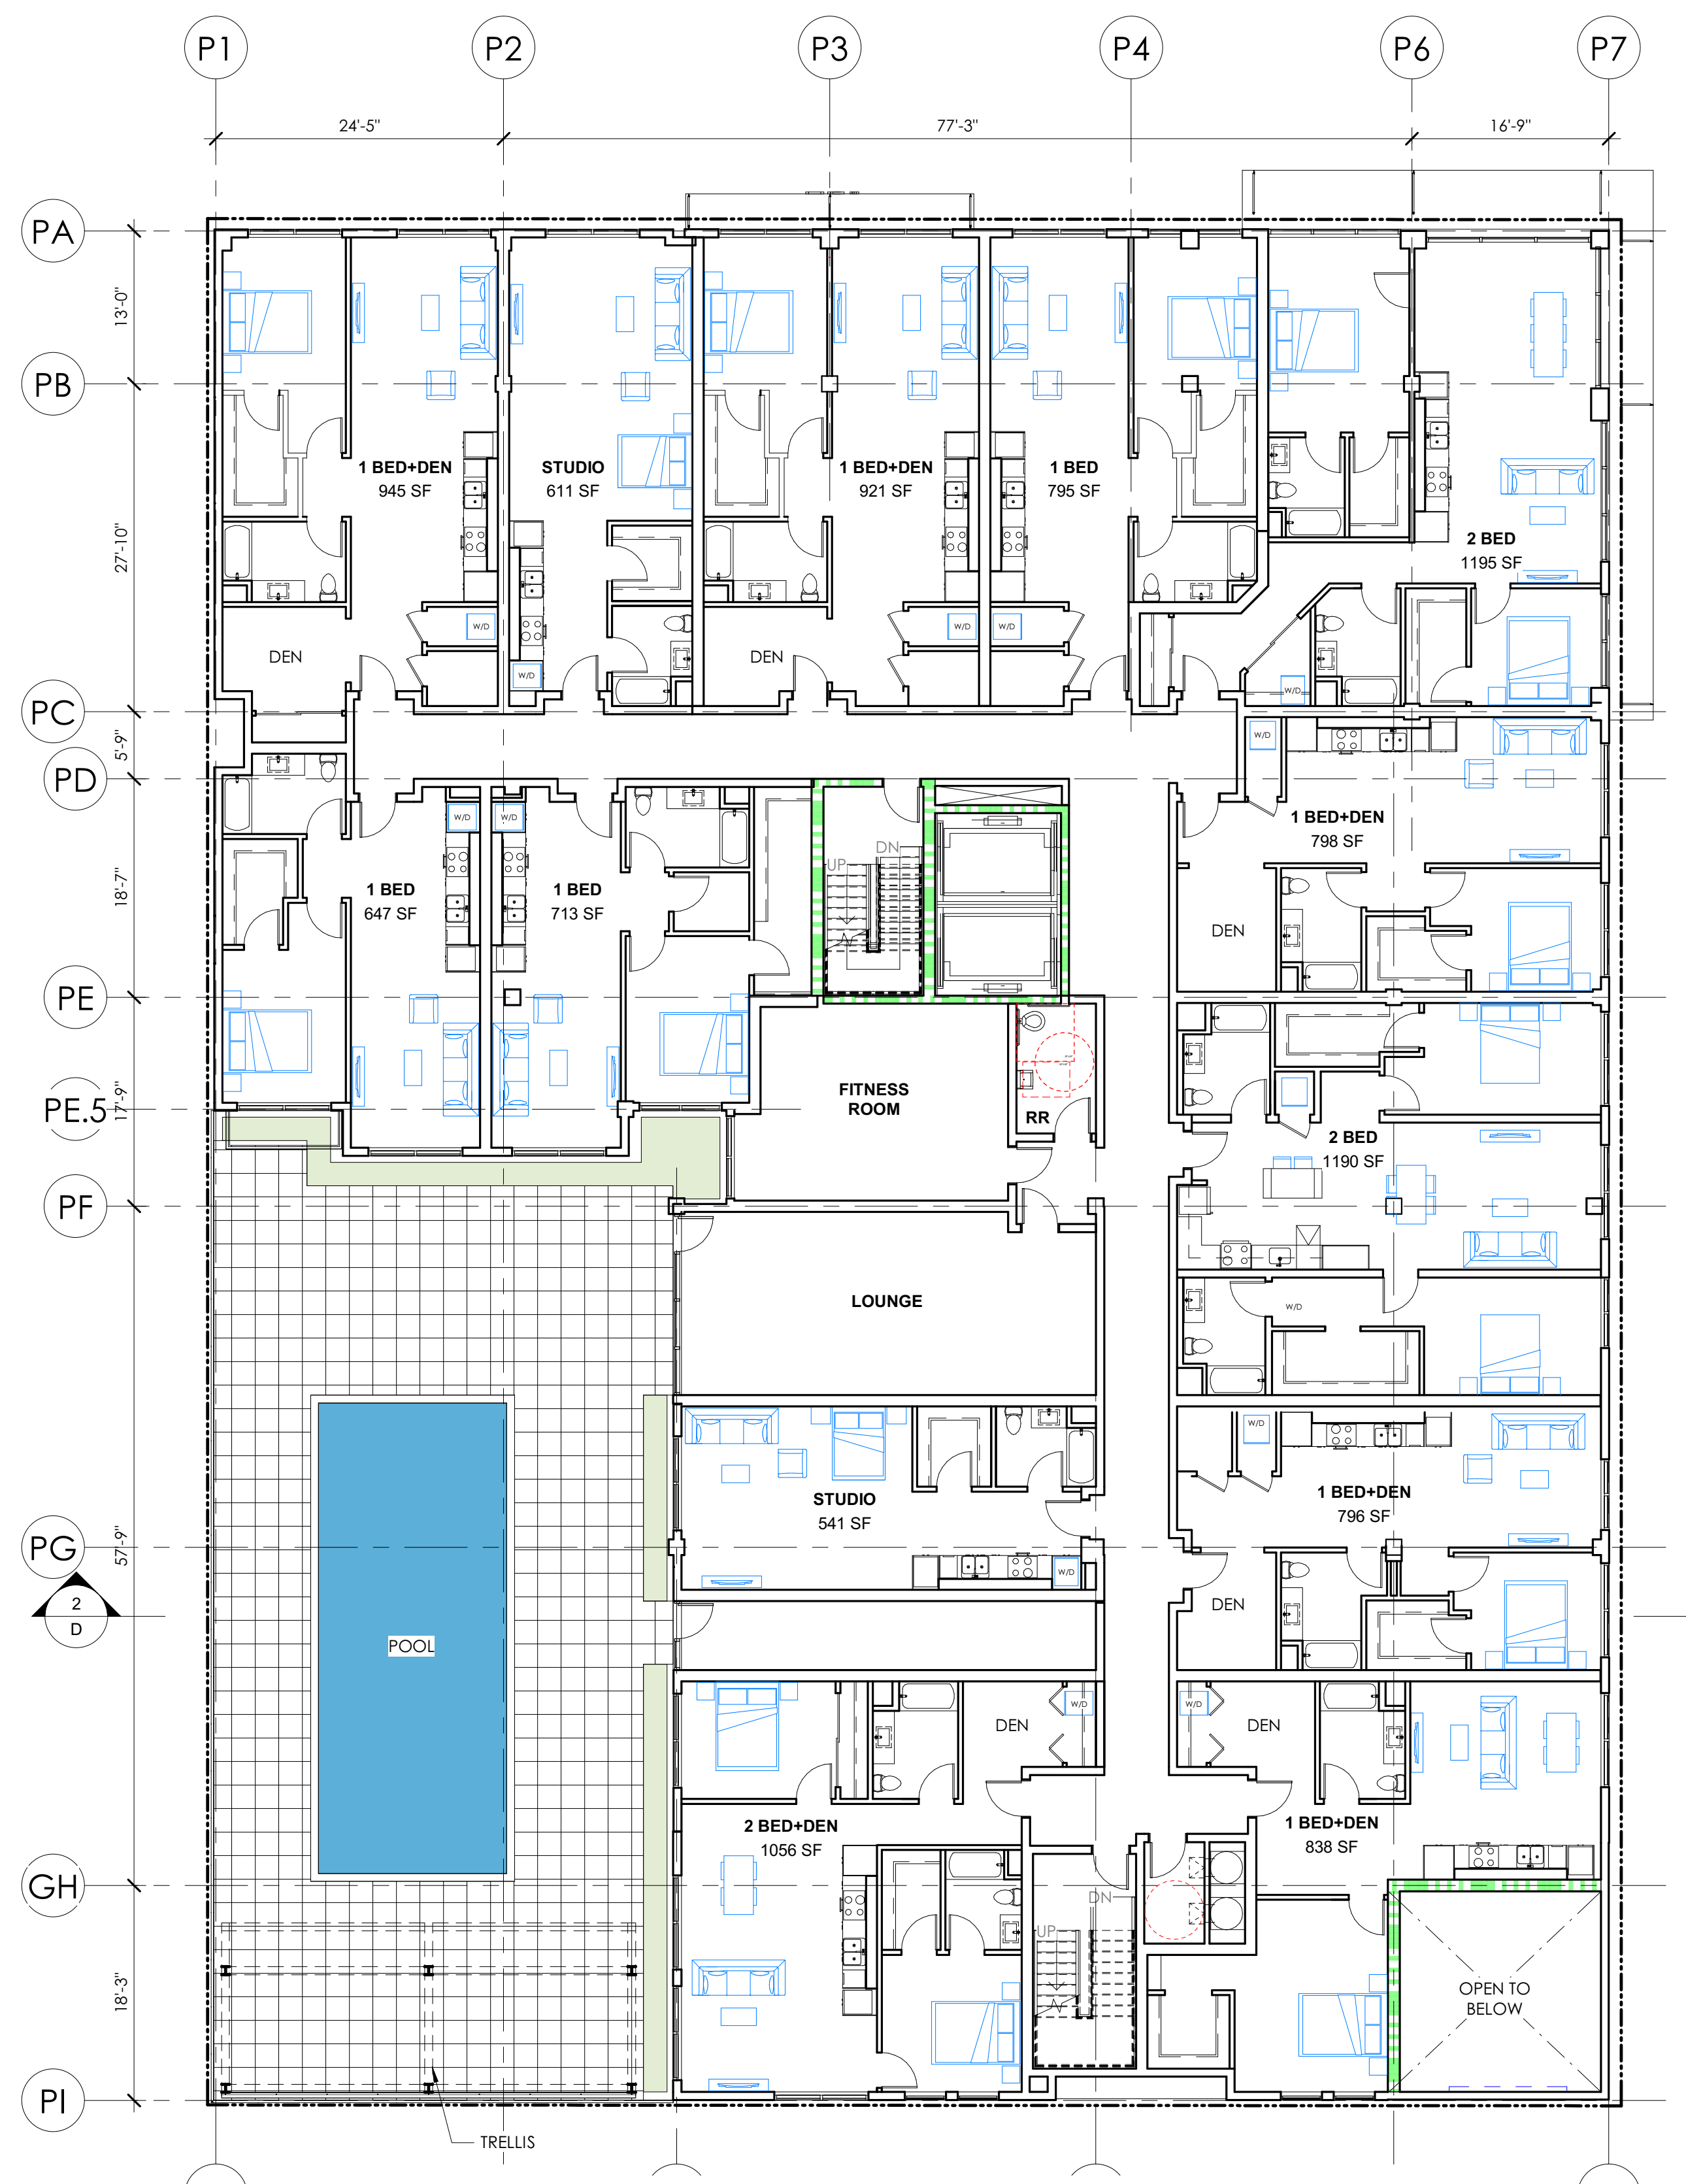 P1
P2
P3
P4
P6
P7
24'-5"
77'-3"
16'-9"
PA
13'-0"
PB
27'-10"
PC
5'-9"
PD
18'-7"
PE
PE.5
17'-9"
PF
PG
57'-9"
2
D
GH
18'-3"
PI
1 BED+DEN
945 SF
STUDIO
611 SF
1 BED+DEN
921 SF
1 BED
795 SF
2 BED
1195 SF
W/D
W/D
W/D
W/D
W/D
DEN
DEN
W/D
1 BED+DEN
798 SF
DEN
W/D
W/D
1 BED
647 SF
1 BED
713 SF
UP
DN
FITNESS
ROOM
RR
2 BED
1190 SF
LOUNGE
W/D
STUDIO
541 SF
W/D
W/D
1 BED+DEN
796 SF
DEN
POOL
DEN
W/D
W/D
DEN
2 BED+DEN
1056 SF
1 BED+DEN
838 SF
DN
UP
OPEN TO
BELOW
TRELLIS